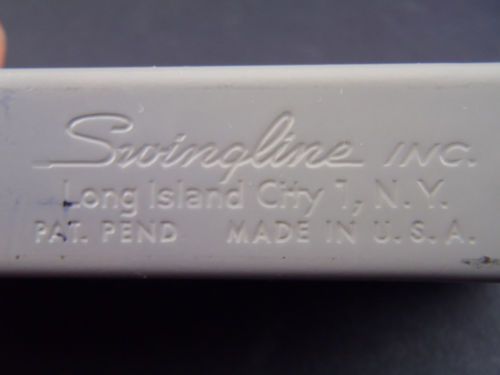 Swingline INC.
Long Island City 1, N.Y.
PAT. PEND MADE IN U.S.A.